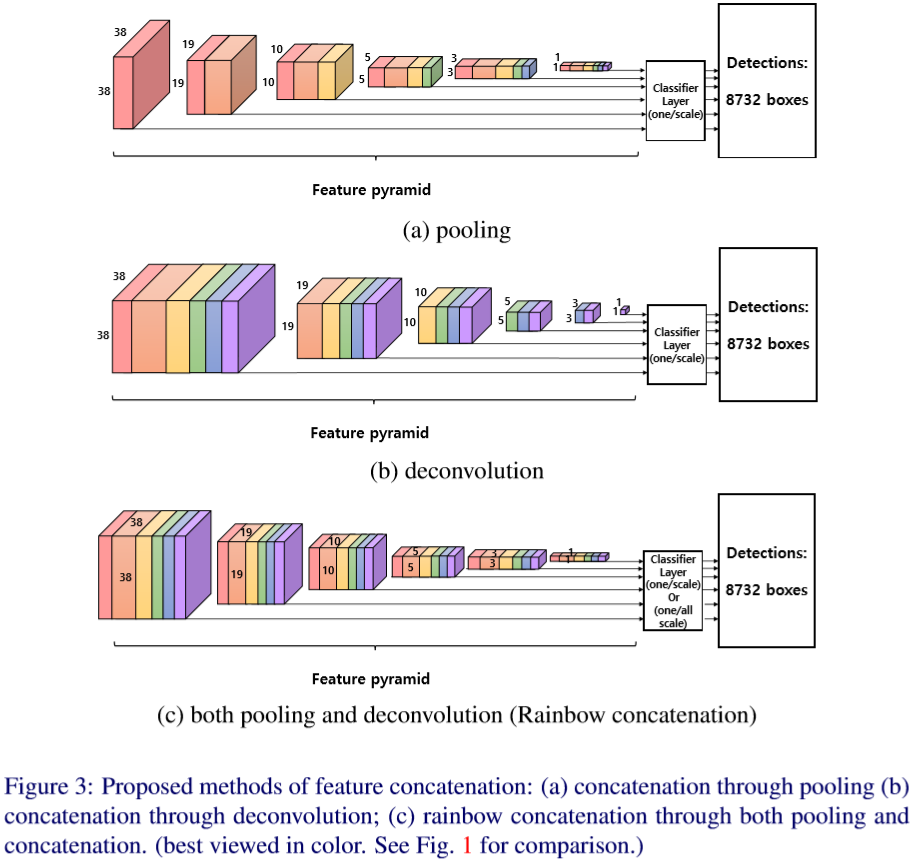 38
38
19
19
10
10
5
5
3
3
1
1
Classifier
Layer
(one/scale)
Detections:
8732 boxes
Feature pyramid
(a) pooling
38
38
19
19
10
10
5
5
3
3
1
1
Classifier
Layer
(one/scale)
Detections:
8732 boxes
Feature pyramid
(b) deconvolution
38
38
19
19
10
10
5
5
3
3
1
1
Classifier
Layer
(one/scale)
Or
(one/all
scale)
Detections:
8732 boxes
Feature pyramid
(c) both pooling and deconvolution (Rainbow concatenation)
Figure 3: Proposed methods of feature concatenation: (a) concatenation through pooling (b)
concatenation through deconvolution; (c) rainbow concatenation through both pooling and
concatenation. (best viewed in color. See Fig. 1 for comparison.)